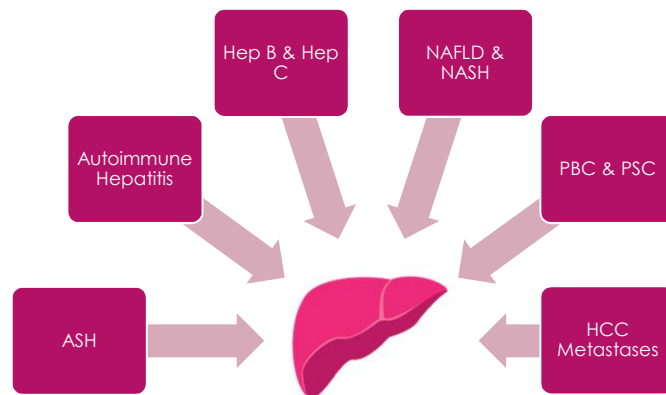 Hep B & Hep
C
NAFLD &
NASH
Autoimmune
Hepatitis
PBC & PSC
ASH
HCC
Metastases